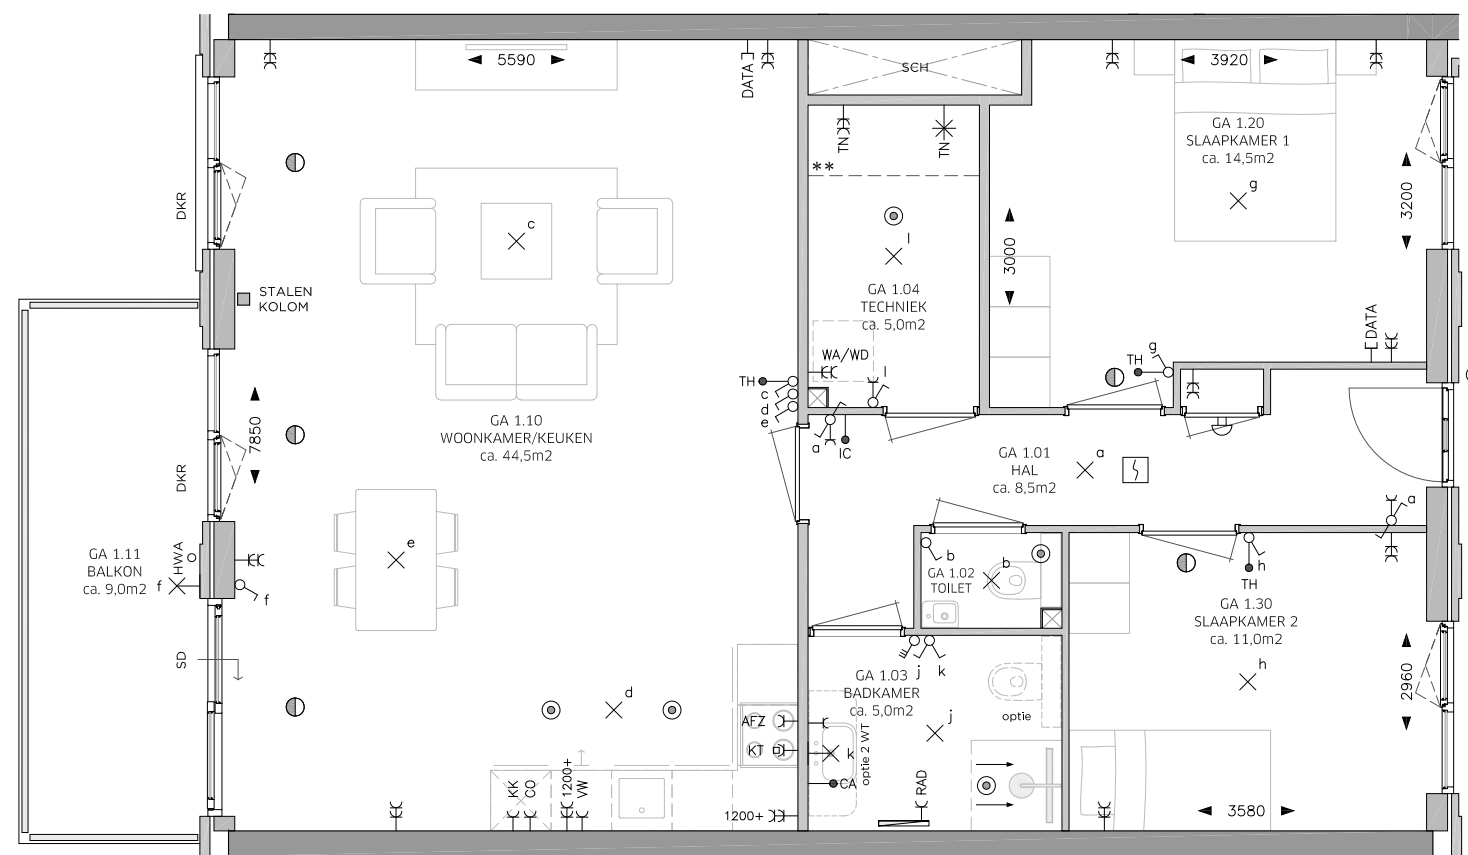 5590
DATA
SCH
3920
GA 1.20
SLAAPKAMER 1
ca. 14,5m2
g
3200
3000
TN
TN
**
DKR
c
l
GA 1.04
TECHNIEK
ca. 5,0m2
STALEN
KOLOM
DATA
WA/WD
l
g
TH
TH
c
d
e
7850
GA 1.10
WOONKAMER/KEUKEN
ca. 44,5m2
a
IC
GA 1.01
HAL
ca. 8,5m2
a
DKR
a
e
GA 1.11
BALKON
ca. 9,0m2
HWA
f
f
b
GA 1.02
TOILET
b
h
TH
GA 1.30
SLAAPKAMER 2
ca. 11,0m2
h
2960
SD
j
k
GA 1.03
BADKAMER
ca. 5,0m2
j
optie
d
AFZ
KT
k
optie 2 WT
CA
RAD
KK
CO
1200+
VW
1200+
3580